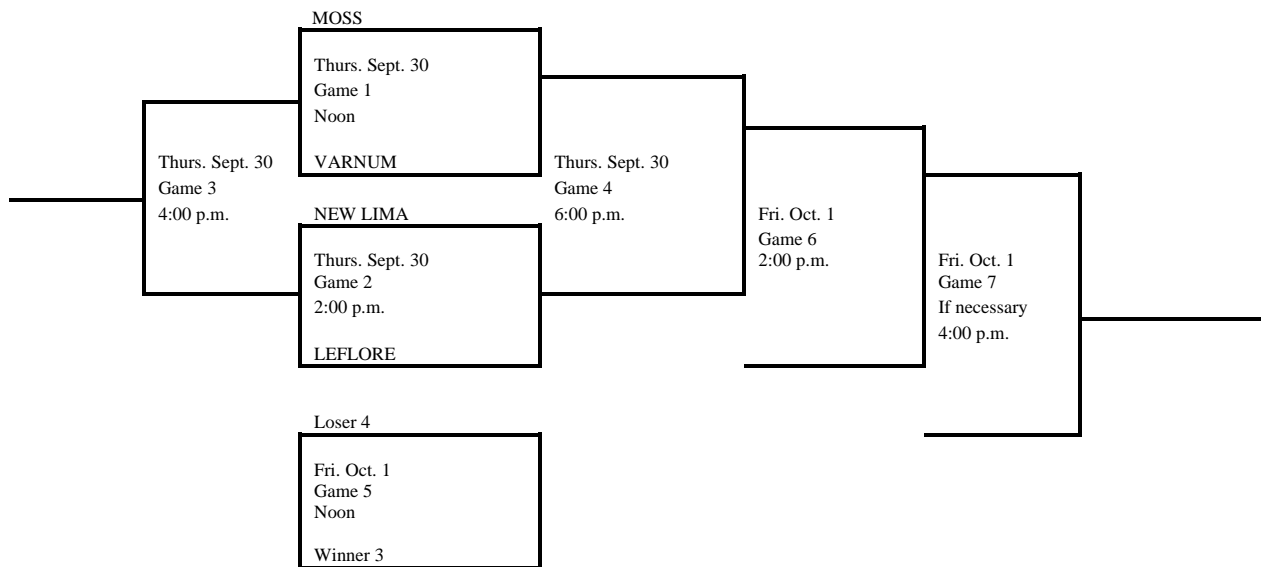 MOSS
Thurs. Sept. 30
Game 1
Noon
VARNUM
Thurs. Sept. 30
Game 3
4:00 p.m.
NEW LIMA
Thurs. Sept. 30
Game 2
2:00 p.m.
LEFLORE
Thurs. Sept. 30
Game 4
6:00 p.m.
Fri. Oct. 1
Game 6
2:00 p.m.
Fri. Oct. 1
Game 7
If necessary
4:00 p.m.
Loser 4
Fri. Oct. 1
Game 5
Noon
Winner 3